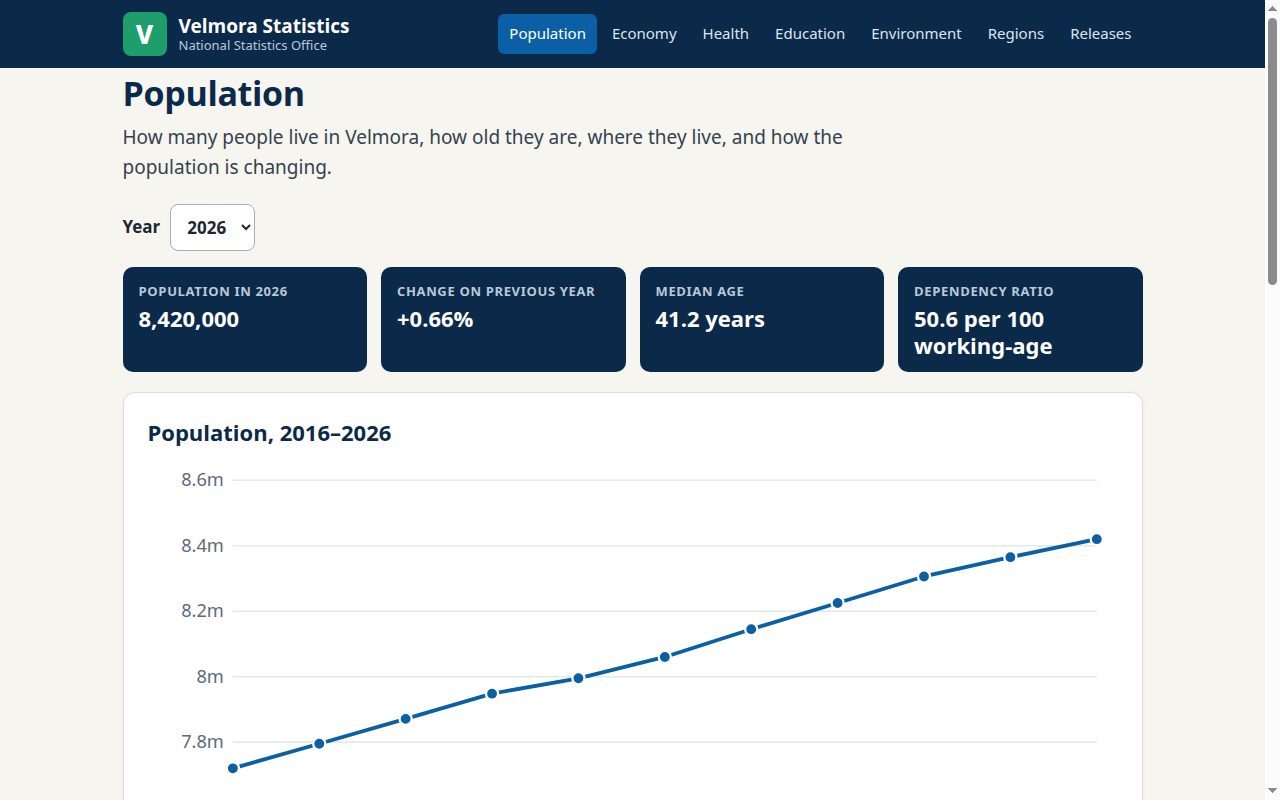 V
Velmora Statistics
National Statistics Office
Population
Economy
Health
Education
Environment
Regions
Releases
Population
How many people live in Velmora, how old they are, where they live, and how the
population is changing.
Year
2026
POPULATION IN 2026
8,420,000
CHANGE ON PREVIOUS YEAR
+0.66%
MEDIAN AGE
41.2 years
DEPENDENCY RATIO
50.6 per 100
working-age
Population, 2016–2026
8.6m
8.4m
8.2m
8m
7.8m